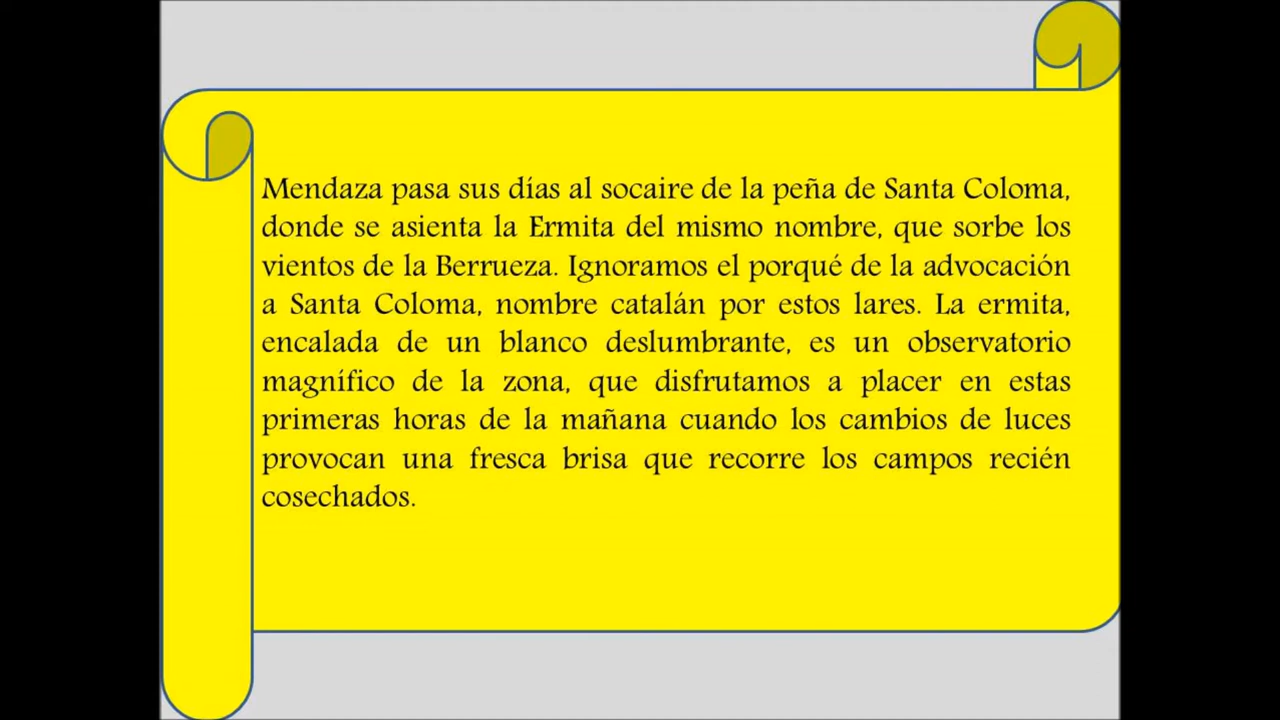 Mendaza pasa sus días al socaire de la peña de Santa Coloma,
donde se asienta la Ermita del mismo nombre, que sorbe los
vientos de la Berrueza. Ignoramos el porqué de la advocación
a Santa Coloma, nombre catalán por estos lares. La ermita,
encalada de un blanco deslumbrante, es un observatorio
magnífico de la zona, que disfrutamos a placer en estas
primeras horas de la mañana cuando los cambios de luces
provocan una fresca brisa que recorre los campos recién
cosechados.